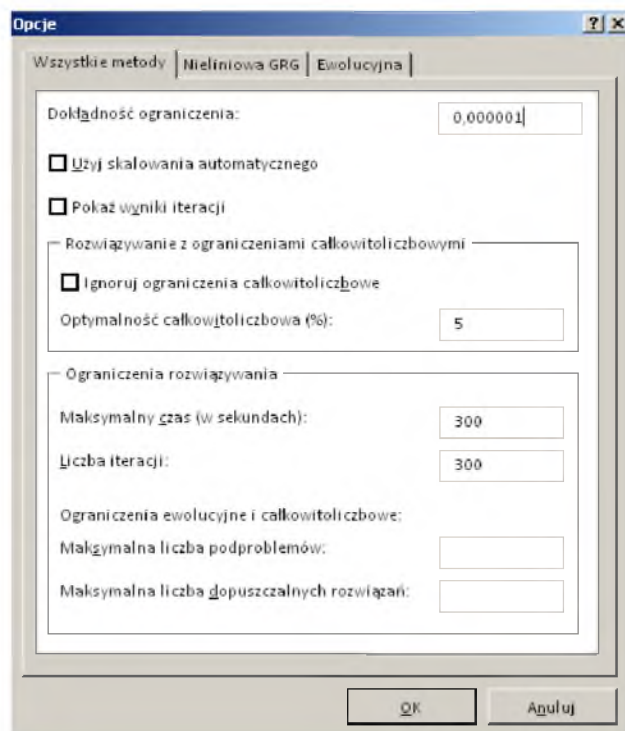 Opcje
Wszystkie metody Nieliniowa GRG Ewolucyjna
Dokładność ograniczenia: 0,000001
Użyj skalowania automatycznego
Pokaż wyniki iteracji
Rozwiązywanie z ograniczeniami całkowitoliczbowymi
Ignoruj ograniczenia całkowitoliczbowe
Optymalność całkowitoliczbowa (%): 5
Ograniczenia rozwiązywania
Maksymalny czas (w sekundach): 300
Liczba iteracji: 300
Ograniczenia ewolucyjne i całkowitoliczbowe:
Maksymalna liczba podproblemów:
Maksymalna liczba dopuszczalnych rozwiązań:
OK Anuluj